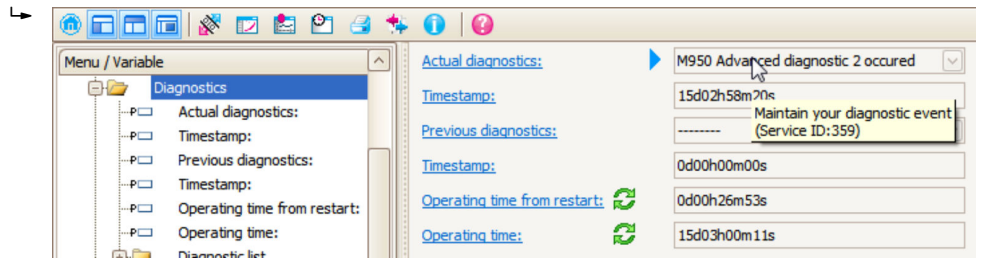 Menu / Variable
Diagnostics
Actual diagnostics:
Timestamp:
Previous diagnostics:
Timestamp:
Operating time from restart:
Operating time:
Diagnostic list
Actual diagnostics:
M950 Advanced diagnostic 2 occured
Timestamp:
15d02h58m20s
Maintain your diagnostic event
(Service ID:359)
Previous diagnostics:
--------
Timestamp:
0d00h00m00s
Operating time from restart:
0d00h26m53s
Operating time:
15d03h00m11s